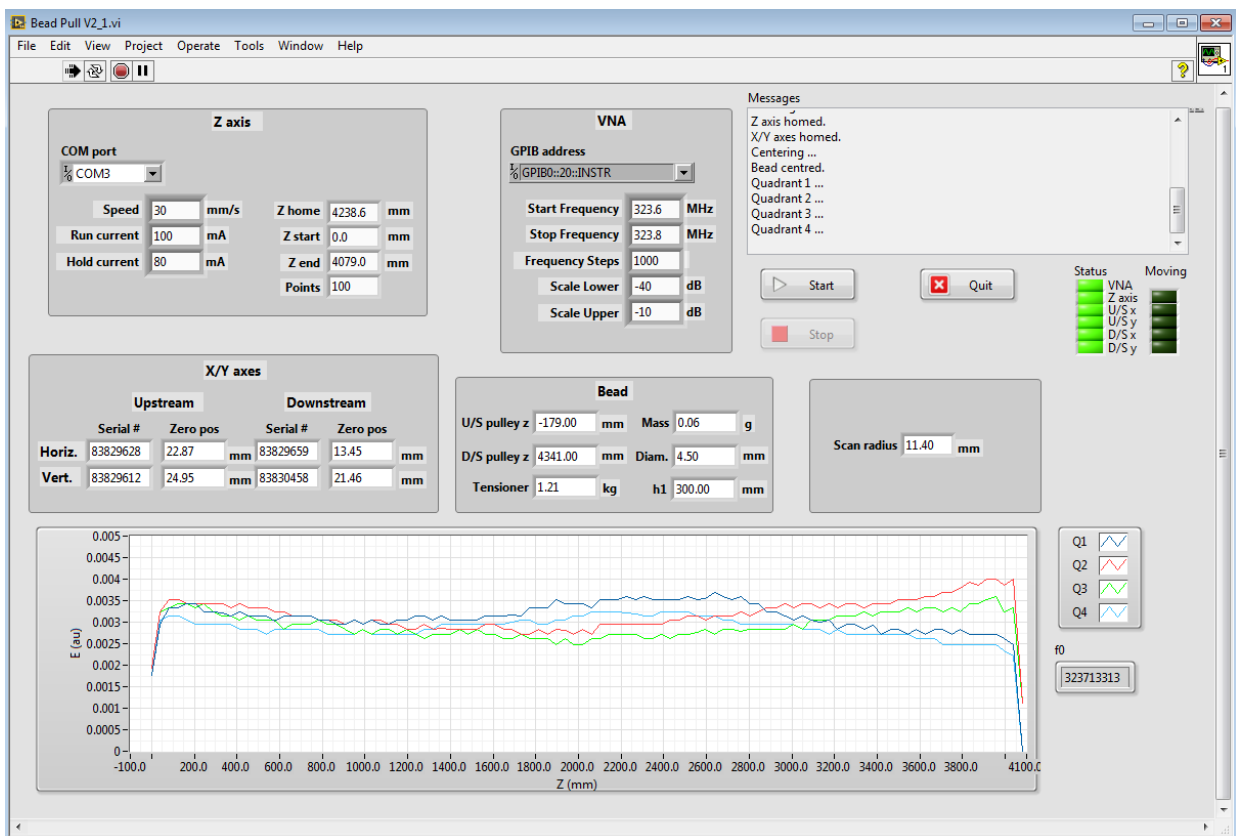 Bead Pull V2_1.vi
File Edit View Project Operate Tools Window Help
1
Z axis
COM port
COM3
Speed 30 mm/s
Run current 100 mA
Hold current 80 mA
Z home 4238.6 mm
Z start 0.0 mm
Z end 4079.0 mm
Points 100
VNA
GPIB address
GPIB0::20::INSTR
Start Frequency 323.6 MHz
Stop Frequency 323.8 MHz
Frequency Steps 1000
Scale Lower -40 dB
Scale Upper -10 dB
Messages
Z axis homed.
X/Y axes homed.
Centering ...
Bead centred.
Quadrant 1 ...
Quadrant 2 ...
Quadrant 3 ...
Quadrant 4 ...
Start
Quit
Stop
Status Moving
VNA
Z axis
U/S x
U/S y
D/S x
D/S y
X/Y axes
Upstream Downstream
Serial # Zero pos Serial # Zero pos
Horiz. 83829628 22.87 mm 83829659 13.45 mm
Vert. 83829612 24.95 mm 83830458 21.46 mm
Bead
U/S pulley z -179.00 mm Mass 0.06 g
D/S pulley z 4341.00 mm Diam. 4.50 mm
Tensioner 1.21 kg h1 300.00 mm
Scan radius 11.40 mm
E (au)
0.005
0.0045
0.004
0.0035
0.003
0.0025
0.002
0.0015
0.001
0.0005
0
-100.0 200.0 400.0 600.0 800.0 1000.0 1200.0 1400.0 1600.0 1800.0 2000.0 2200.0 2400.0 2600.0 2800.0 3000.0 3200.0 3400.0 3600.0 3800.0 4100.0
Z (mm)
Q1
Q2
Q3
Q4
f0
323713313